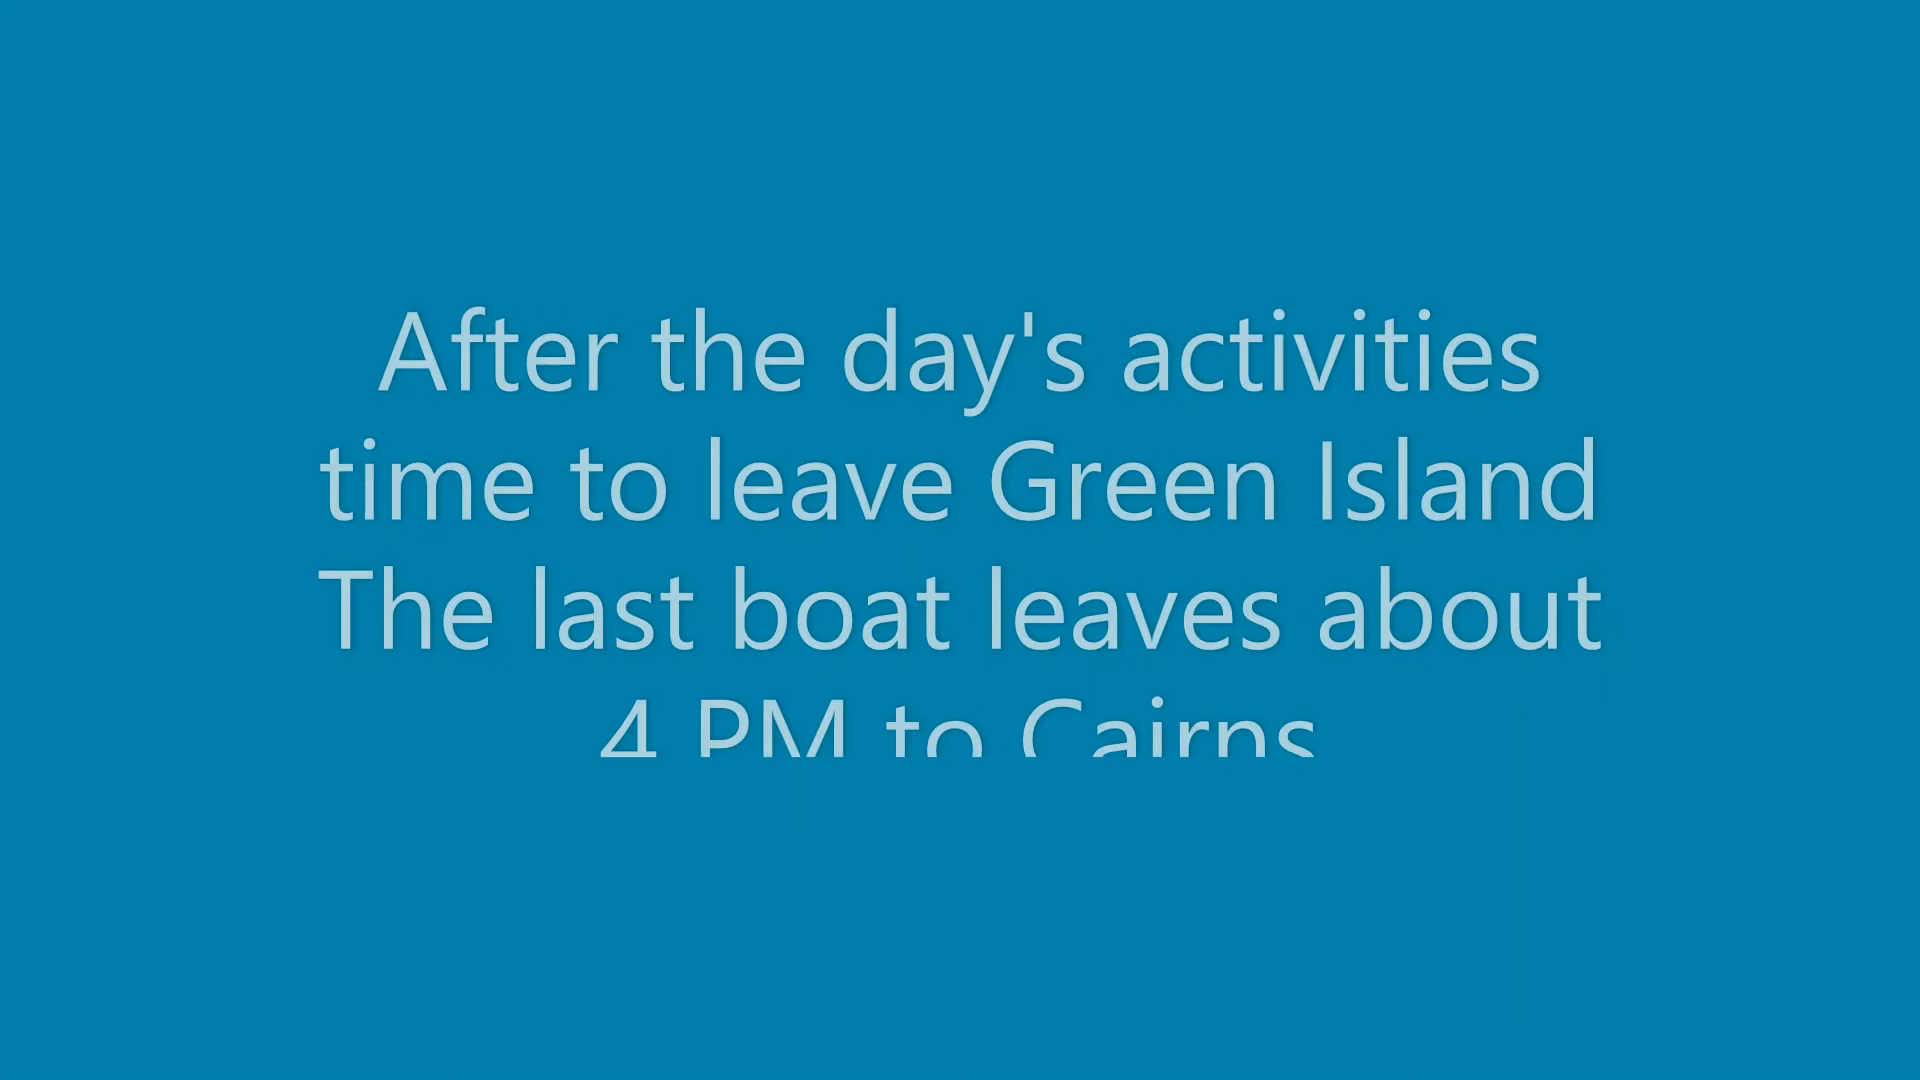 After the day's activities
time to leave Green Island
The last boat leaves about
4 PM to Cairns